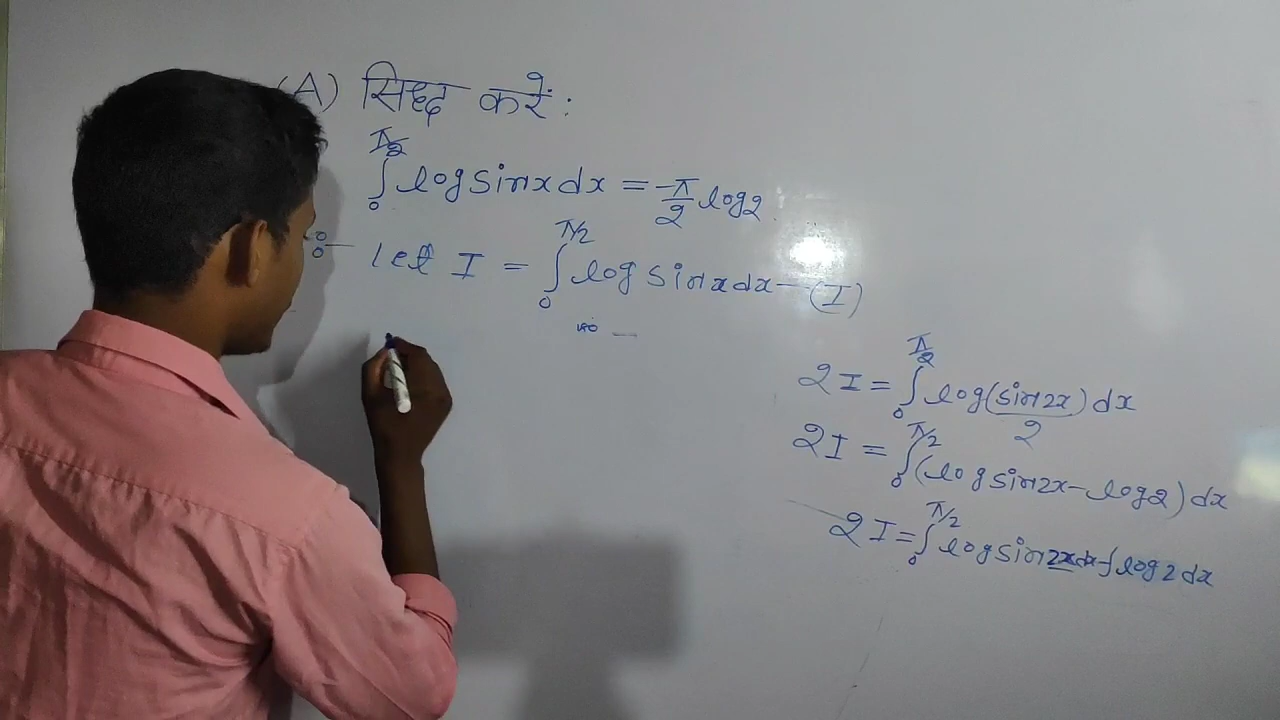 (A) सिद्ध करें :
∫₀^{π/2} log sin x dx = -π/2 log 2
let I = ∫₀^{π/2} log sin x dx — (I)
2I = ∫₀^{π/2} log (sin 2x)/2 dx
2I = ∫₀^{π/2} (log sin 2x - log 2) dx
2I = ∫₀^{π/2} log sin 2x dx - ∫ log 2 dx